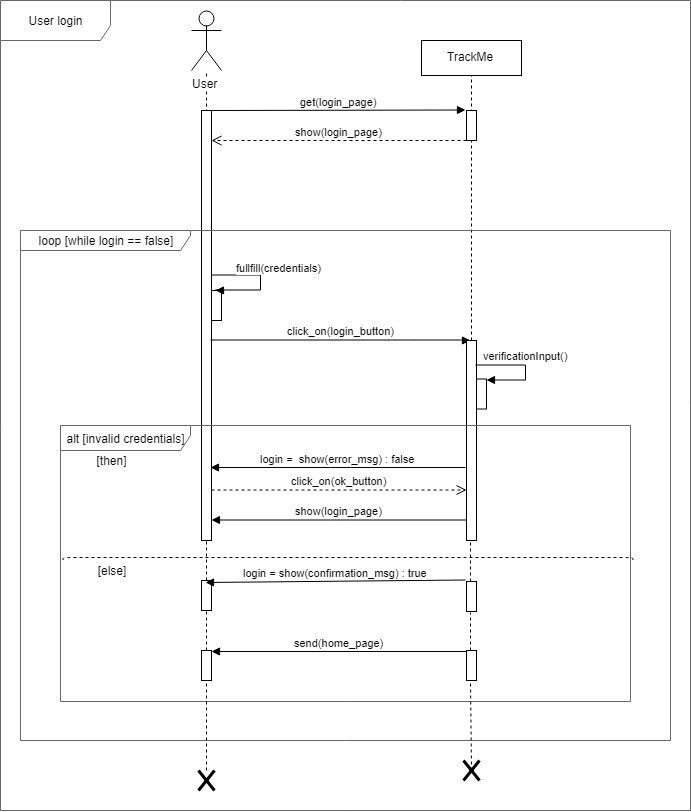 User login
TrackMe
User
get(login_page)
show(login_page)
loop [while login == false]
fullfill(credentials)
click_on(login_button)
verificationInput()
alt [invalid credentials]
[then]
login =  show(error_msg) : false
click_on(ok_button)
show(login_page)
[else]
login = show(confirmation_msg) : true
send(home_page)